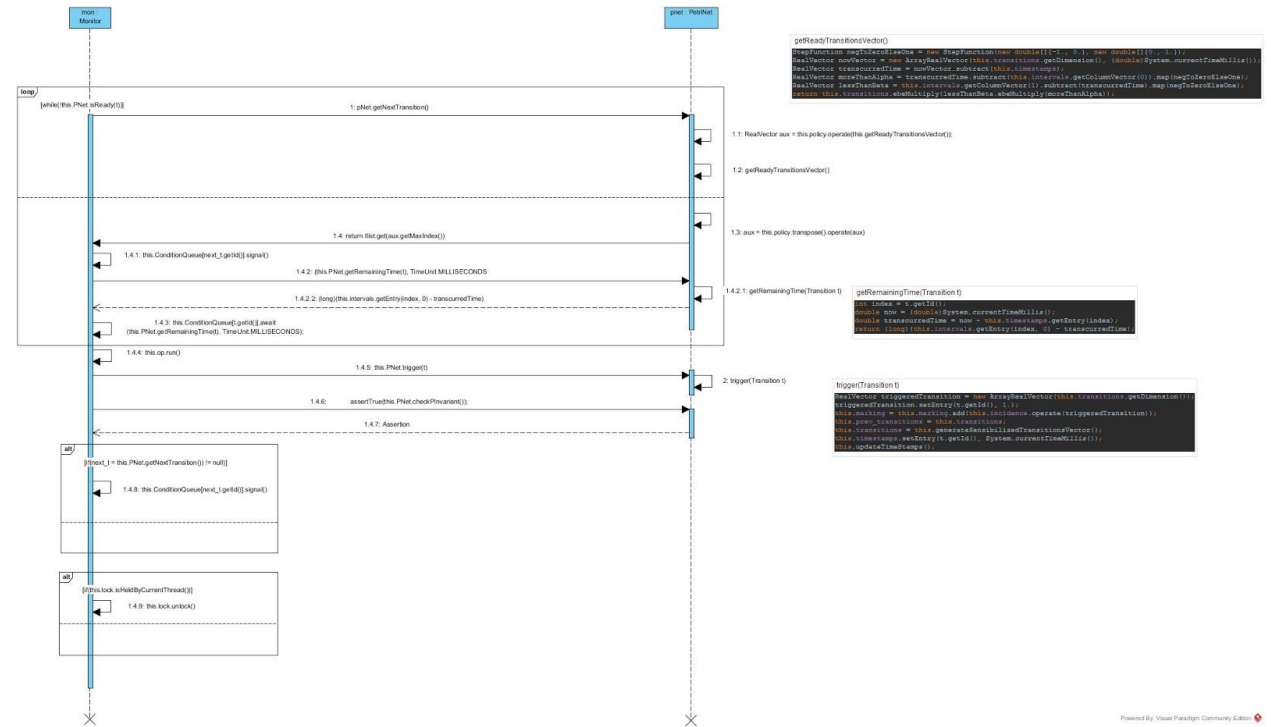 mon :
Monitor
pnet : PetriNet
getReadyTransitionsVector()
StepFunction negToZeroElseOne = new StepFunction(new double[]{-1., 0.}, new double[]{0., 1.});
RealVector nowVector = new ArrayRealVector(this.transitions.getDimension(), (double)System.currentTimeMillis());
RealVector transcurredTime = nowVector.subtract(this.timestamps);
RealVector moreThanAlpha = transcurredTime.subtract(this.intervals.getColumnVector(0)).map(negToZeroElseOne);
RealVector lessThanBeta = this.intervals.getColumnVector(1).subtract(transcurredTime).map(negToZeroElseOne);
return this.transitions.ebeMultiply(lessThanBeta.ebeMultiply(moreThanAlpha));
loop
[while(!this.PNet.isReady(t))]
1: pNet.getNextTransition()
1.1: RealVector aux = this.policy.operate(this.getReadyTransitionsVector());
1.2: getReadyTransitionsVector()
1.3: aux = this.policy.transpose().operate(aux)
1.4: return tlist.get(aux.getMaxIndex())
1.4.1: this.ConditionQueue[next_t.getId()].signal()
1.4.2: (this.PNet.getRemainingTime(t), TimeUnit.MILLISECONDS
1.4.2.1: getRemainingTime(Transition t)
getRemainingTime(Transition t)
int index = t.getId();
double now = (double)System.currentTimeMillis();
double transcurredTime = now - this.timestamps.getEntry(index);
return (long)(this.intervals.getEntry(index, 0) - transcurredTime);
1.4.2.2: (long)(this.intervals.getEntry(index, 0) - transcurredTime)
1.4.3: this.ConditionQueue[t.getId()].await
(this.PNet.getRemainingTime(t), TimeUnit.MILLISECONDS);
1.4.4: this.op.run()
1.4.5: this.PNet.trigger(t)
2: trigger(Transition t)
trigger(Transition t)
RealVector triggeredTransition = new ArrayRealVector(this.transitions.getDimension());
triggeredTransition.setEntry(t.getId(), 1.);
this.marking = this.marking.add(this.incidence.operate(triggeredTransition));
this.prev_transitions = this.transitions;
this.transitions = this.generateSensibilizedTransitionsVector();
this.timestamps.setEntry(t.getId(), System.currentTimeMillis());
this.updateTimeStamps();
1.4.6: assertTrue(this.PNet.checkPInvariant());
1.4.7: Assertion
alt
[if(next_t = this.PNet.getNextTransition()) != null)]
1.4.8: this.ConditionQueue[next_t.getId()].signal()
alt
[if(this.lock.isHeldByCurrentThread())]
1.4.9: this.lock.unlock()
Powered By Visual Paradigm Community Edition